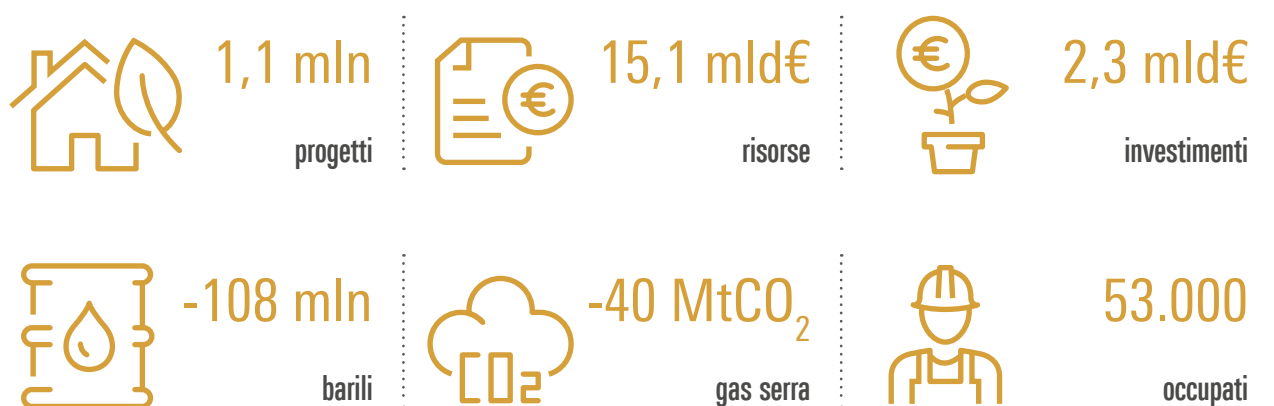 1,1 mln
progetti
15,1 mld€
risorse
€
2,3 mld€
investimenti
€
-108 mln
barili
-40 MtCO₂
gas serra
CO2
53.000
occupati